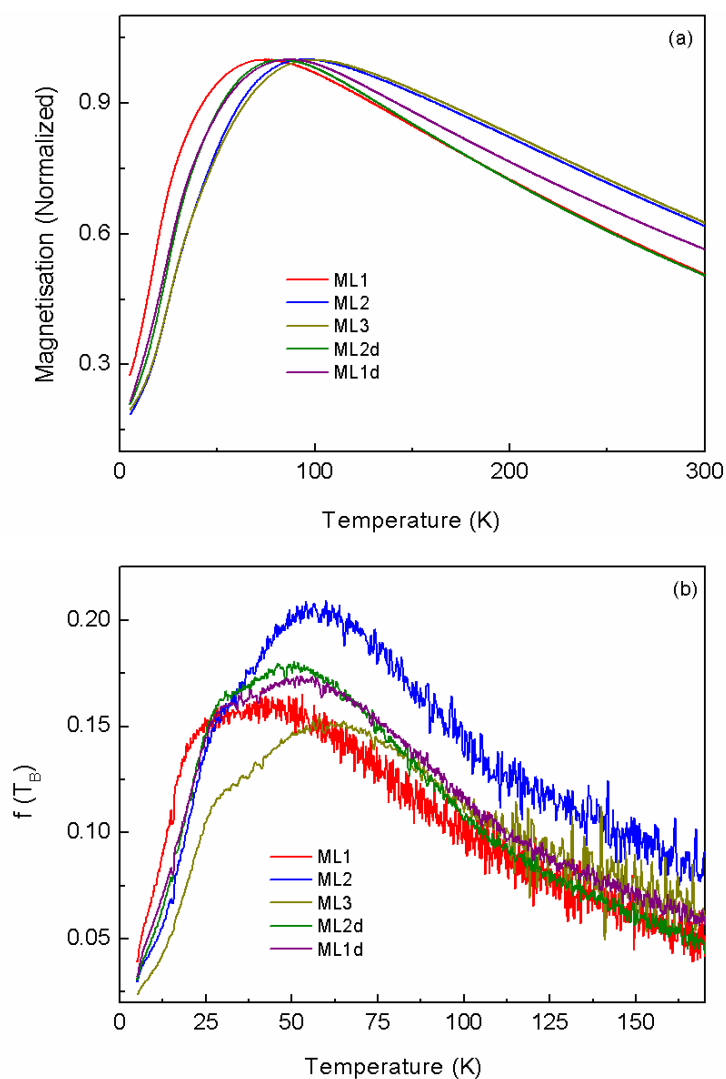 (a)
Magnetisation (Normalized)
0.9
0.6
0.3
ML1
ML2
ML3
ML2d
ML1d
0 100 200 300
Temperature (K)
(b)
f (T_B)
0.20
0.15
0.10
0.05
ML1
ML2
ML3
ML2d
ML1d
0 25 50 75 100 125 150
Temperature (K)